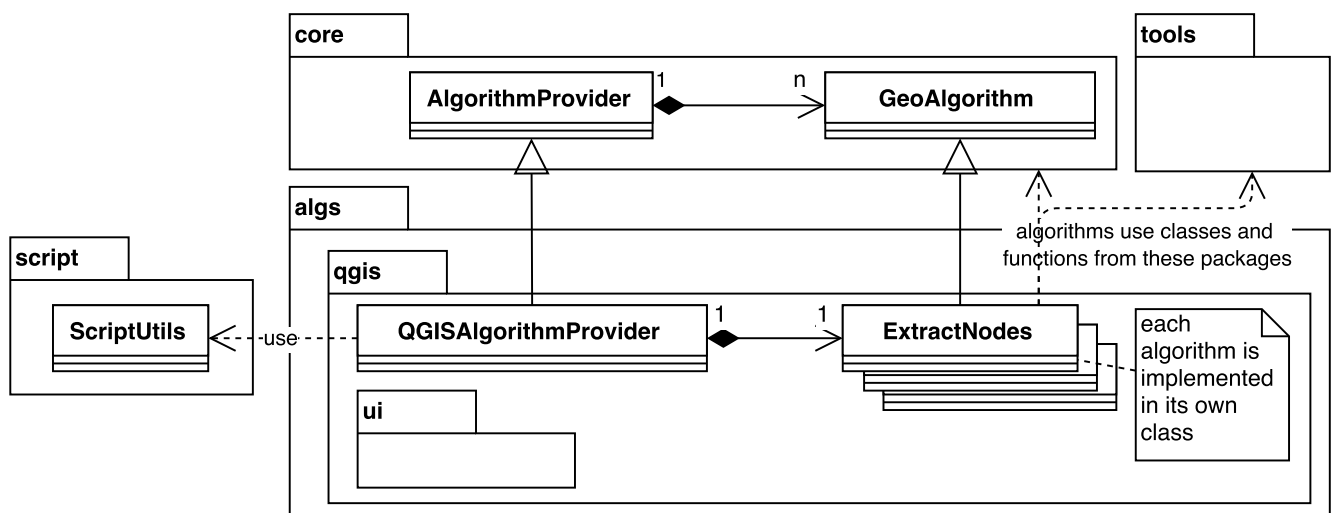 core
tools
AlgorithmProvider
1
n
GeoAlgorithm
algs
algorithms use classes and
functions from these packages
script
qgis
ScriptUtils
use
QGISAlgorithmProvider
1
1
ExtractNodes
each
algorithm is
implemented
in its own
class
ui